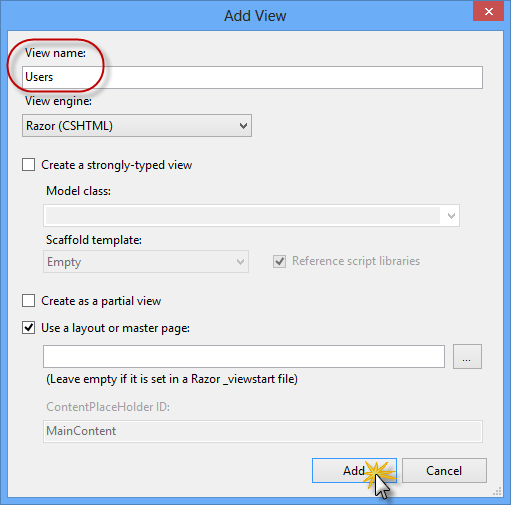 Add View
View name:
Users
View engine:
Razor (CSHTML)
Create a strongly-typed view
Model class:
Scaffold template:
Empty
Reference script libraries
Create as a partial view
Use a layout or master page:
...
(Leave empty if it is set in a Razor _viewstart file)
ContentPlaceHolder ID:
MainContent
Add
Cancel